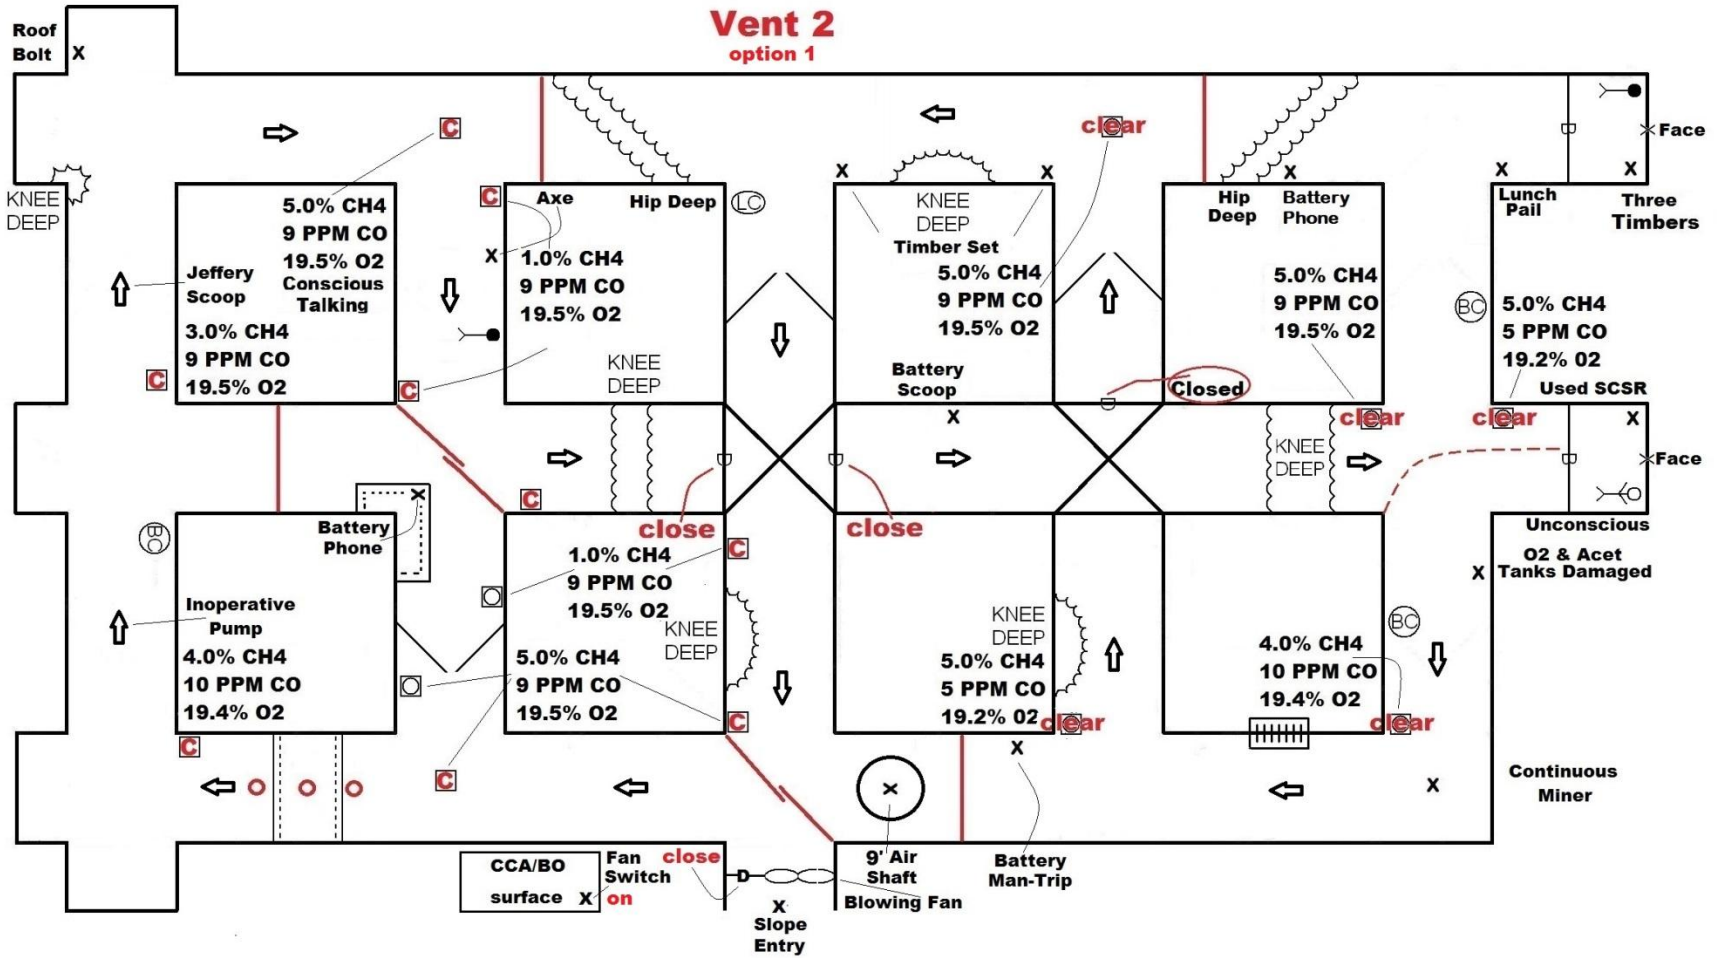 Vent 2
option 1
Roof
Bolt X
clear
Face
C
KNEE
DEEP
C
Axe
Hip Deep
LC
X
X
KNEE
DEEP
Timber Set
Hip
Deep
X
Battery
Phone
X
Lunch
Pail
X
Three
Timbers
5.0% CH4
9 PPM CO
19.5% O2
Conscious
Talking
Jeffery
Scoop
3.0% CH4
9 PPM CO
19.5% O2
C
C
X
1.0% CH4
9 PPM CO
19.5% O2
KNEE
DEEP
5.0% CH4
9 PPM CO
19.5% O2
Battery
Scoop
X
Closed
5.0% CH4
9 PPM CO
19.5% O2
clear
BC
5.0% CH4
5 PPM CO
19.2% 02
Used SCSR
clear
X
Face
KNEE
DEEP
C
close
close
X
Battery
Phone
BC
Unconscious
O2 & Acet
Tanks Damaged
X
Inoperative
Pump
4.0% CH4
10 PPM CO
19.4% O2
C
1.0% CH4
9 PPM CO
19.5% O2
C
KNEE
DEEP
5.0% CH4
9 PPM CO
19.5% O2
C
C
KNEE
DEEP
5.0% CH4
5 PPM CO
19.2% 02
clear
X
4.0% CH4
10 PPM CO
19.4% O2
clear
BC
X
Continuous
Miner
X
9' Air
Shaft
Battery
Man-Trip
CCA/BO
surface X
Fan
Switch
on
close
D
Blowing Fan
X
Slope
Entry